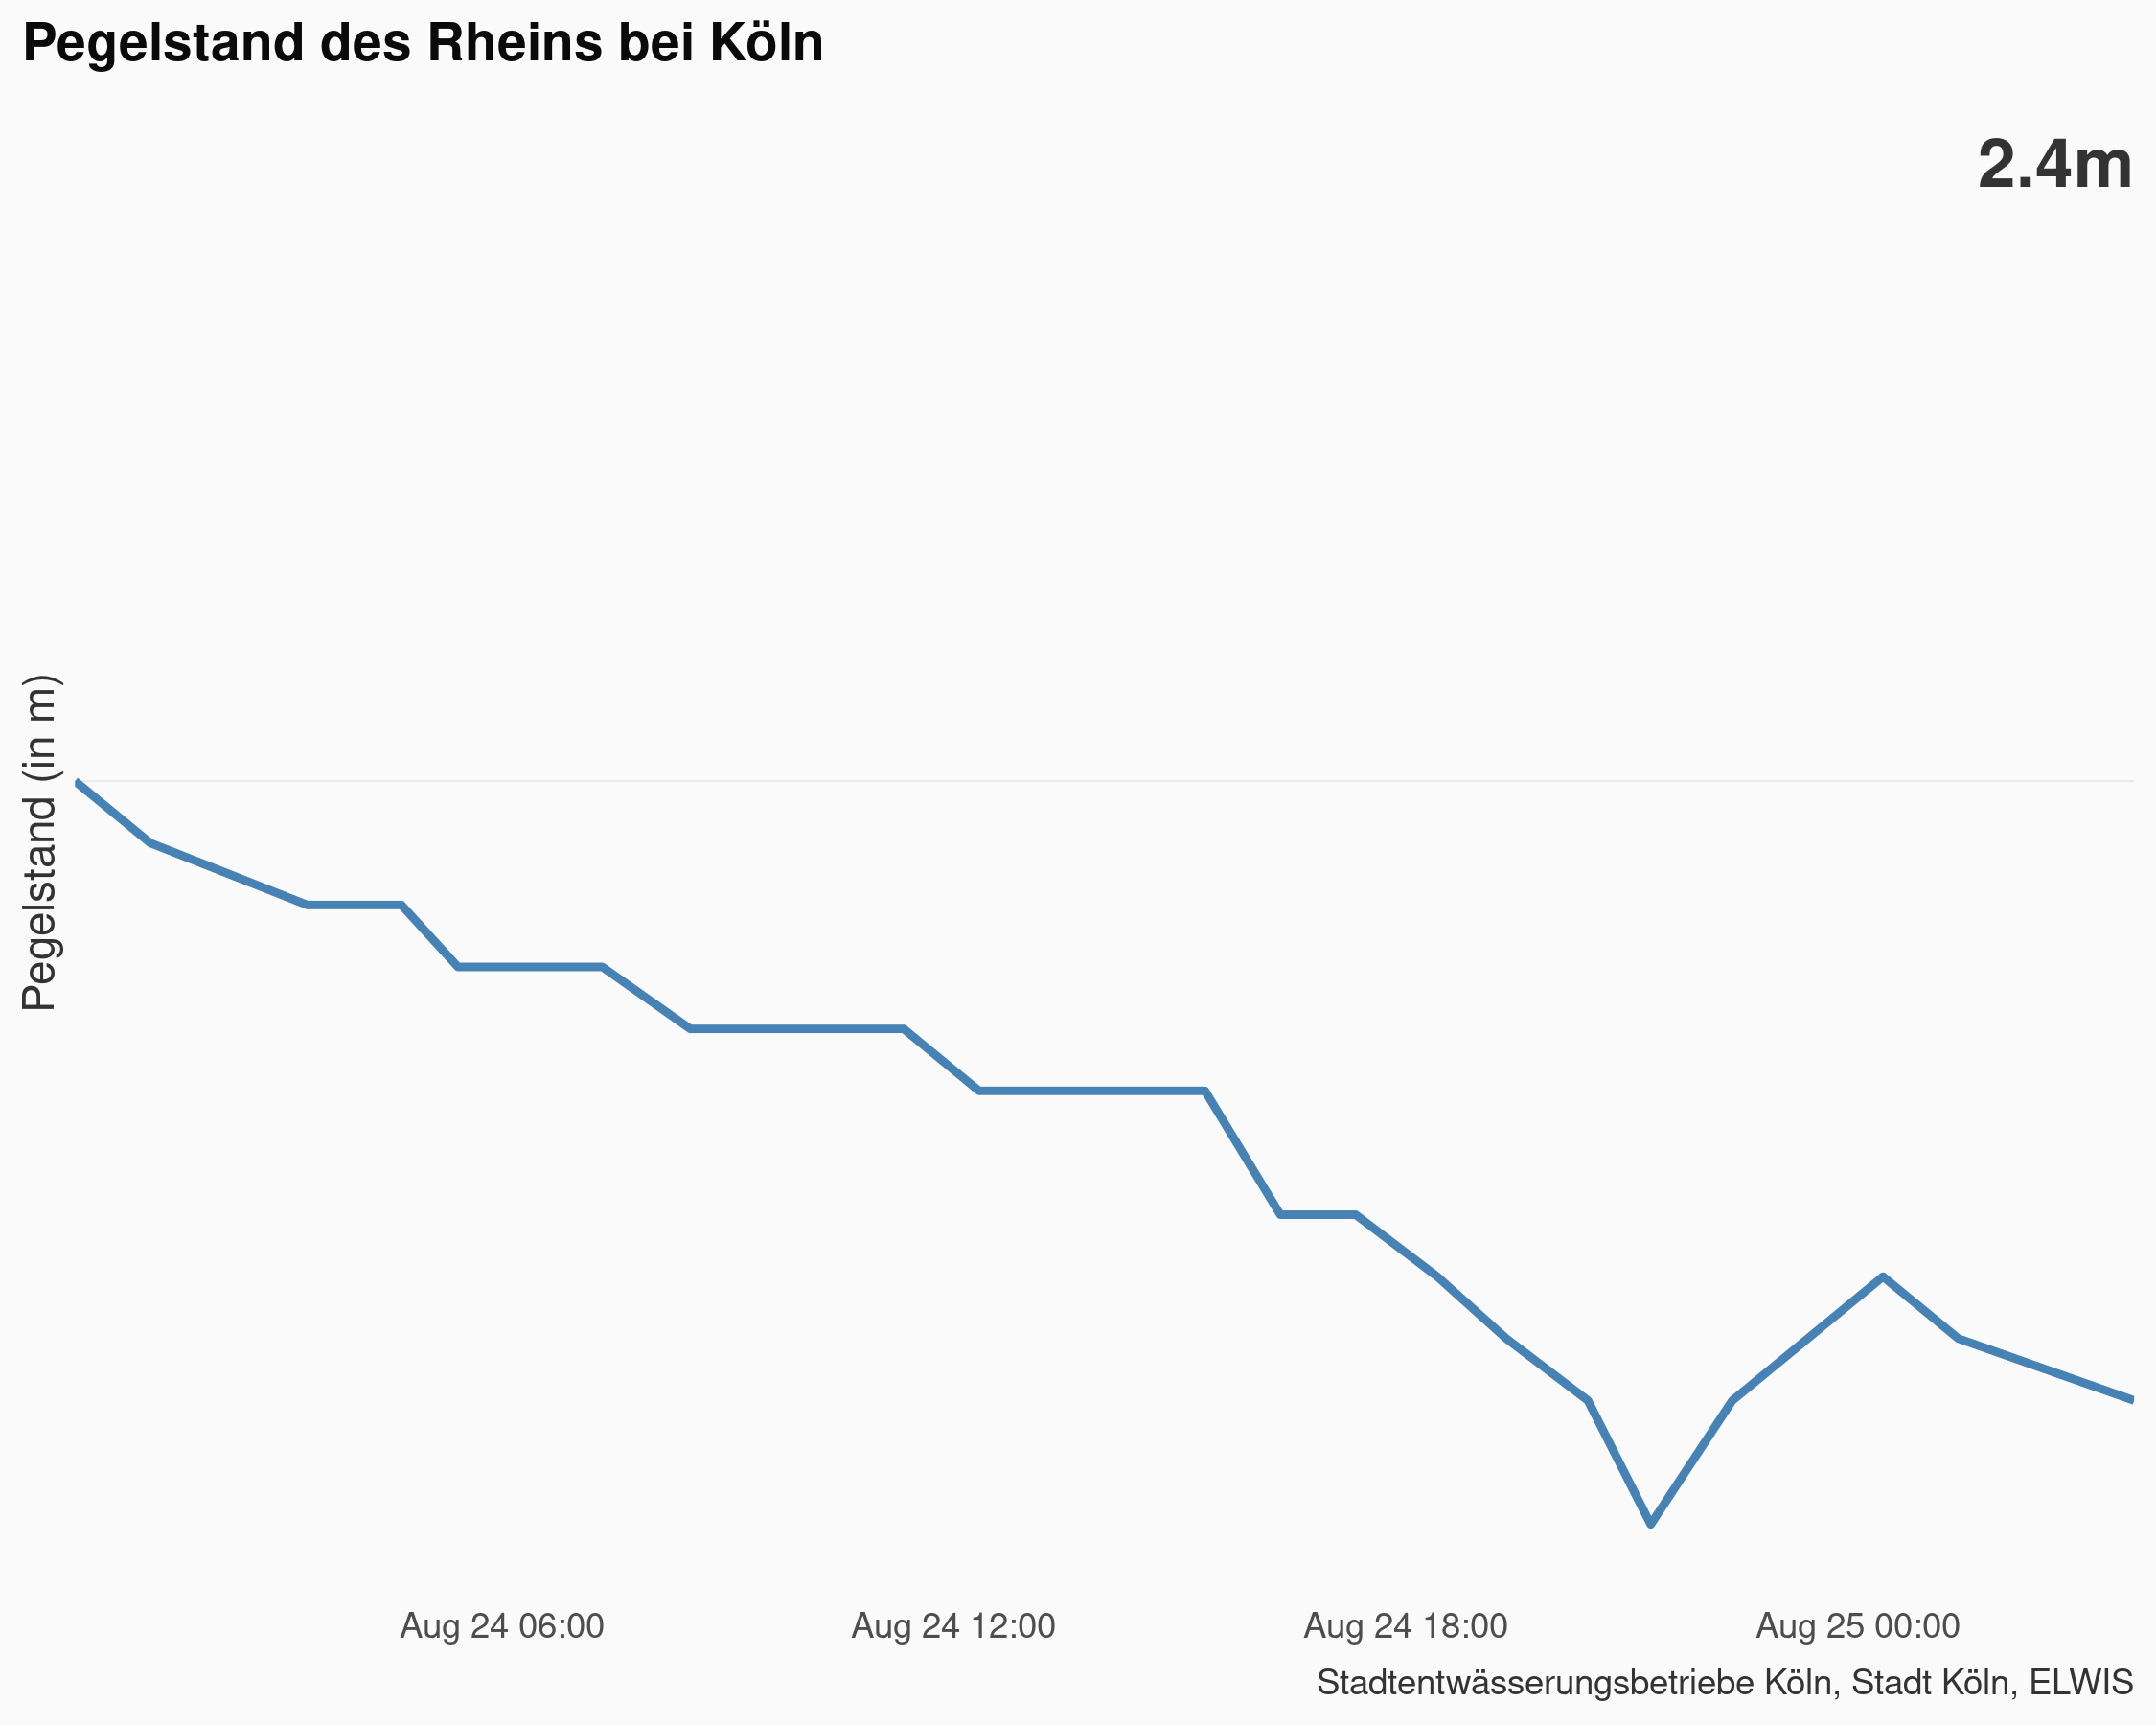 Pegelstand des Rheins bei Köln
2.4m
Pegelstand (in m)
Aug 24 06:00
Aug 24 12:00
Aug 24 18:00
Aug 25 00:00
Stadtentwässerungsbetriebe Köln, Stadt Köln, ELWIS